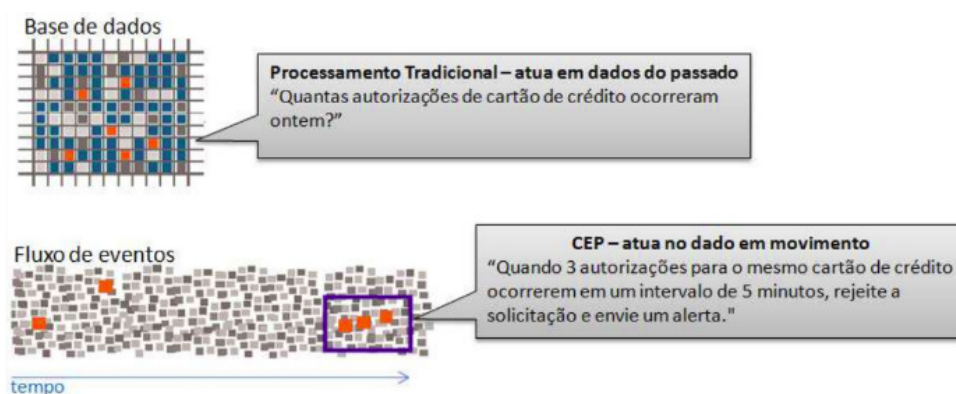 Base de dados
Processamento Tradicional – atua em dados do passado
“Quantas autorizações de cartão de crédito ocorreram
ontem?”
Fluxo de eventos
CEP – atua no dado em movimento
“Quando 3 autorizações para o mesmo cartão de crédito
ocorrerem em um intervalo de 5 minutos, rejeite a
solicitação e envie um alerta."
tempo